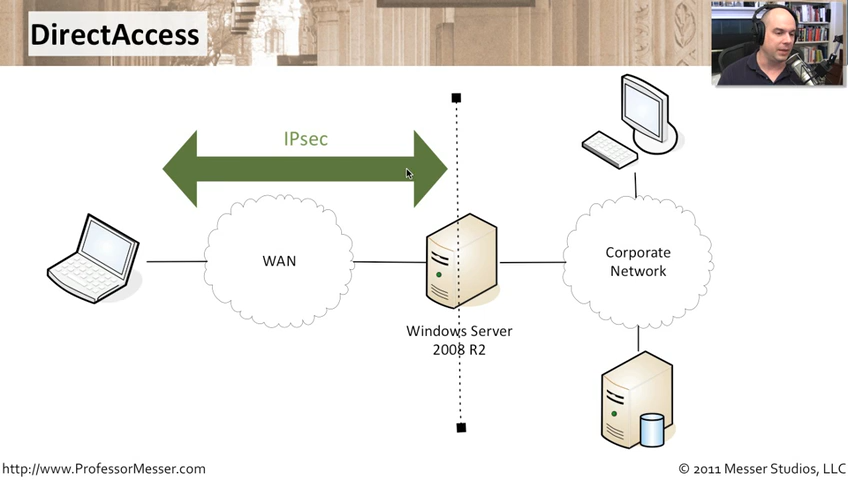 DirectAccess
IPsec
WAN
Corporate
Network
Windows Server
2008 R2
http://www.ProfessorMesser.com
© 2011 Messer Studios, LLC